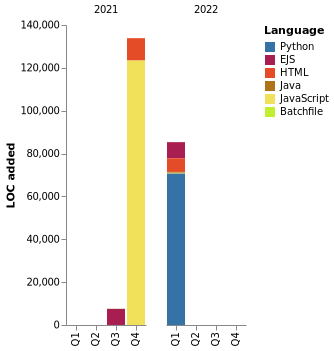 2021
2022
LOC added
140,000
120,000
100,000
80,000
60,000
40,000
20,000
0
Q1
Q2
Q3
Q4
Q1
Q2
Q3
Q4
Language
Python
EJS
HTML
Java
JavaScript
Batchfile